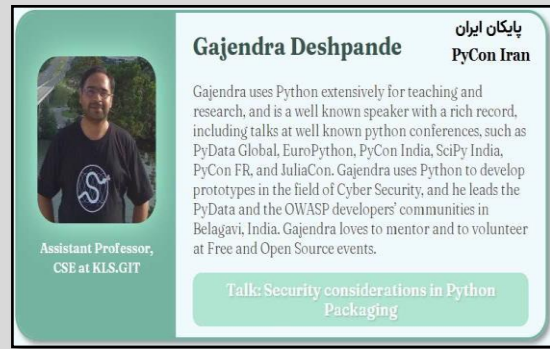 پایکان ایران
Gajendra Deshpande
PyCon Iran
Gajendra uses Python extensively for teaching and
research, and is a well known speaker with a rich record,
including talks at well known python conferences, such as
PyData Global, EuroPython, PyCon India, SciPy India,
PyCon FR, and JuliaCon. Gajendra uses Python to develop
prototypes in the field of Cyber Security, and he leads the
PyData and the OWASP developers' communities in
Belagavi, India. Gajendra loves to mentor and to volunteer
at Free and Open Source events.
Assistant Professor,
CSE at KLS.GIT
Talk: Security considerations in Python
Packaging